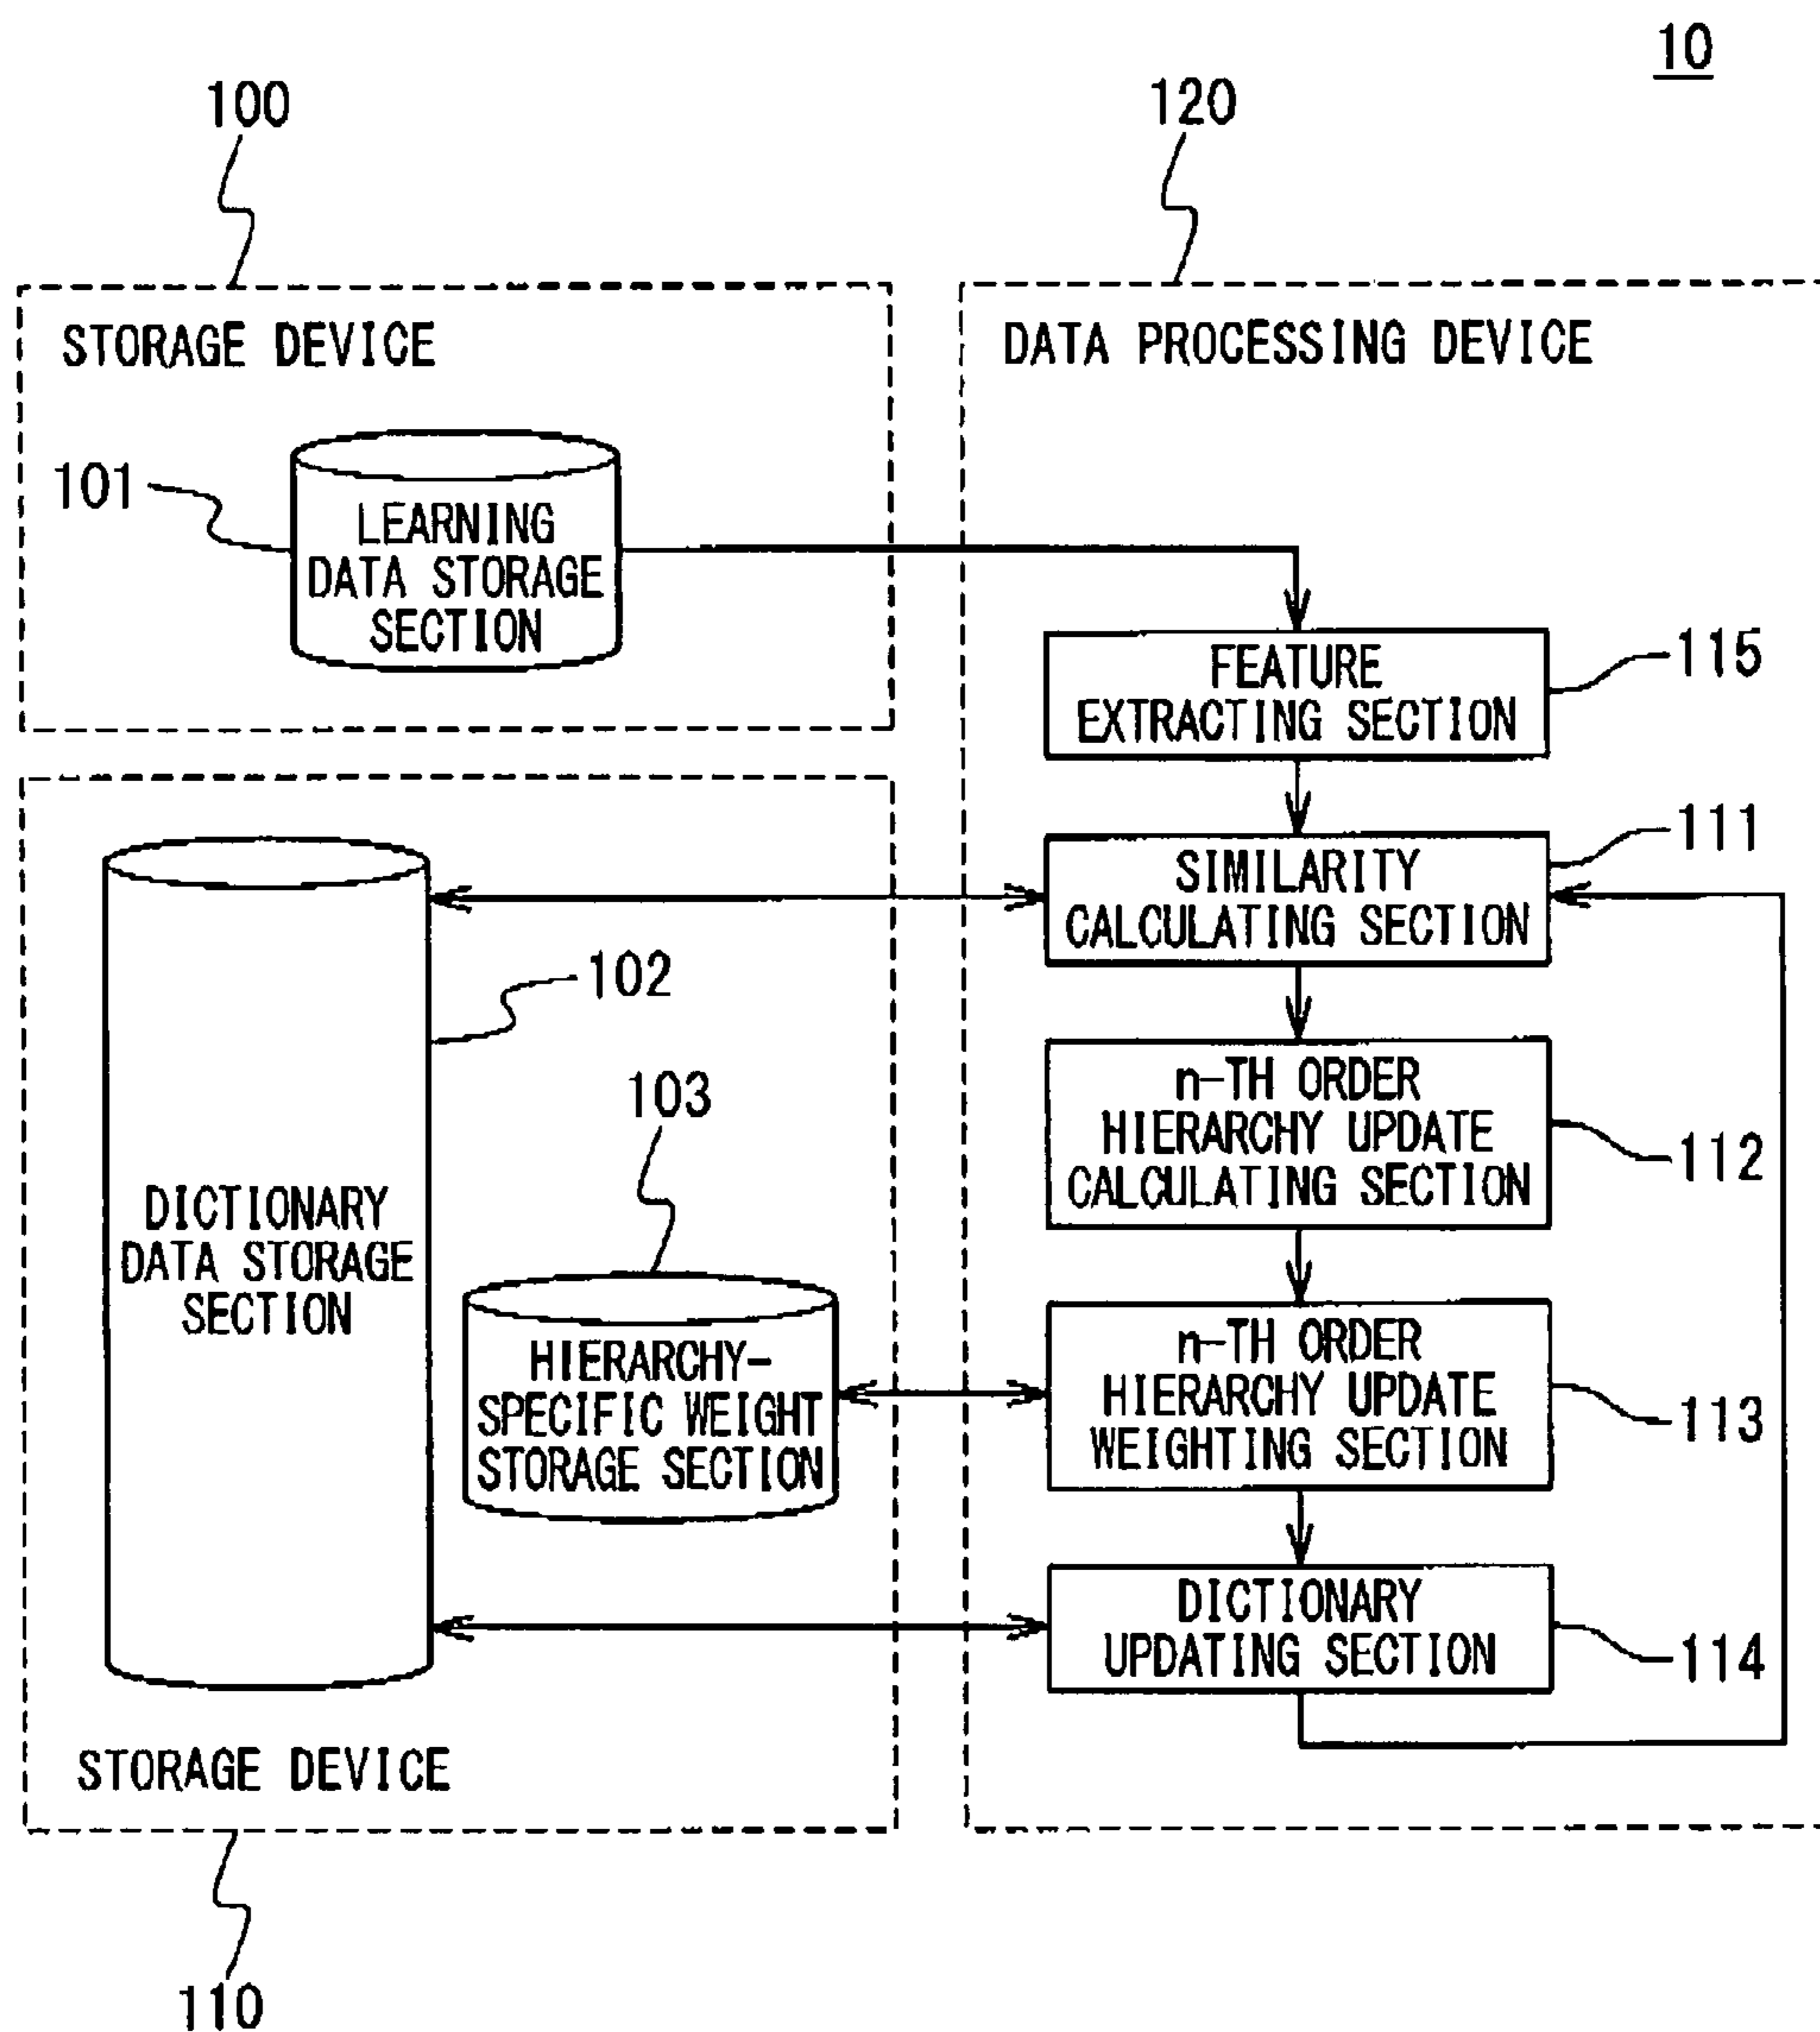 10
100
120
STORAGE DEVICE
DATA PROCESSING DEVICE
101
LEARNING
DATA STORAGE
SECTION
FEATURE
EXTRACTING SECTION
115
SIMILARITY
CALCULATING SECTION
111
102
n-TH ORDER
HIERARCHY UPDATE
CALCULATING SECTION
112
103
DICTIONARY
DATA STORAGE
SECTION
HIERARCHY-
SPECIFIC WEIGHT
STORAGE SECTION
n-TH ORDER
HIERARCHY UPDATE
WEIGHTING SECTION
113
DICTIONARY
UPDATING SECTION
114
STORAGE DEVICE
110